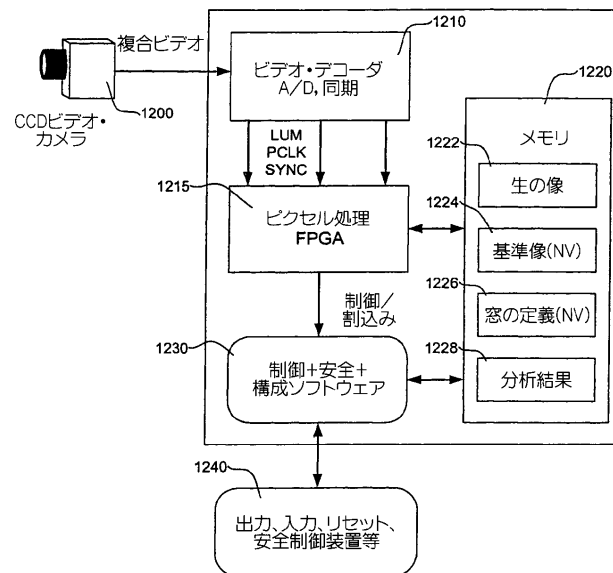 複合ビデオ
1200
CCDビデオ・
カメラ
1210
ビデオ・デコーダ
A/D,同期
LUM
PCLK
SYNC
1215
ピクセル処理
FPGA
制御/
割込み
1230
制御+安全+
構成ソフトウェア
1240
出力、入力、リセット、
安全制御装置等
1220
メモリ
1222
生の像
1224
基準像(NV)
1226
窓の定義(NV)
1228
分析結果